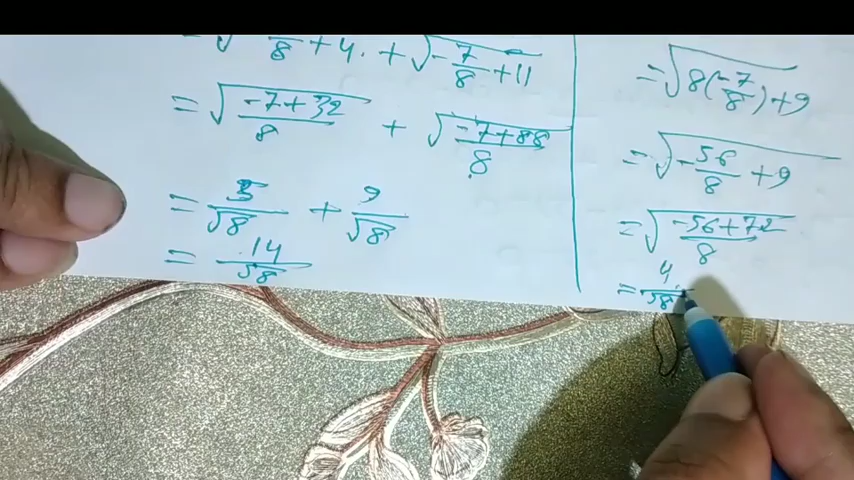 = √-7/8 + 4 + √-7/8 + 11
= √(-7+32)/8 + √(-7+88)/8
= 5/√8 + 9/√8
= 14/√8
= √8(-7/8)+9
= √-56/8 + 9
= √(-56+72)/8
= 4/√8